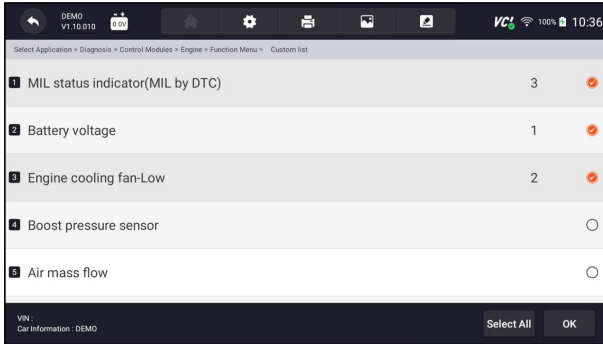 DEMO
V1.10.010
0.0V
VCI 100% 10:36
Select Application > Diagnosis > Control Modules > Engine > Function Menu > Custom list
1 MIL status indicator(MIL by DTC) 3
2 Battery voltage 1
3 Engine cooling fan-Low 2
4 Boost pressure sensor
5 Air mass flow
VIN :
Car Information : DEMO
Select All OK